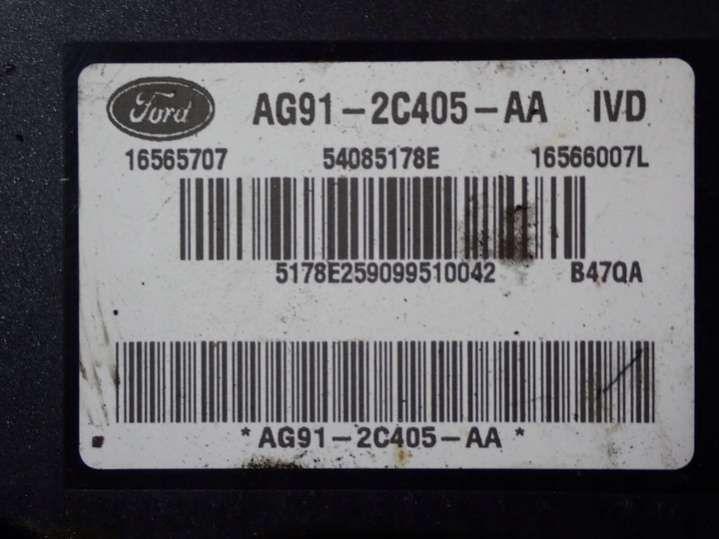 Ford AG91-2C405-AA IVD
16565707 54085178E 16566007L
5178E259099510042 B47QA
*AG91-2C405-AA*